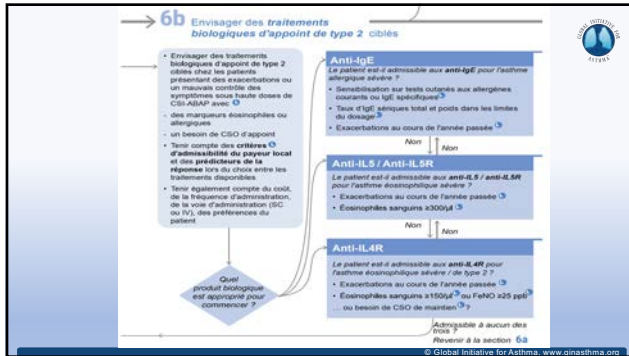 6b Envisager des traitements
biologiques d'appoint de type 2 ciblés
• Envisager des traitements
biologiques d'appoint de type 2
ciblés chez les patients
présentant des exacerbations ou
un mauvais contrôle des
symptômes sous haute doses de
CSI-ABAP avec
- des marqueurs éosinophiles ou
allergiques
- un besoin de CSO d'appoint
• Tenir compte des critères
d'admissibilité du payeur local
et des prédicteurs de la
réponse lors du choix entre les
traitements disponibles
• Tenir également compte du coût,
de la fréquence d'administration,
de la voie d'administration (SC
ou IV), des préférences du
patient
Quel
produit biologique
est approprié pour
commencer ?
Anti-IgE
Le patient est-il admissible aux anti-IgE pour l'asthme
allergique sévère ?
• Sensibilisation sur tests cutanés aux allergènes
courants ou IgE spécifiques
• Taux d'IgE sériques total et poids dans les limites
du dosage
• Exacerbations au cours de l'année passée
Non
Non
Anti-IL5 / Anti-IL5R
Le patient est-il admissible aux anti-IL5 / anti-IL5R
pour l'asthme éosinophilique sévère ?
• Exacerbations au cours de l'année passée
• Éosinophiles sanguins ≥300/µl
Non
Non
Anti-IL4R
Le patient est-il admissible aux anti-IL4R pour
l'asthme éosinophilique sévère / de type 2 ?
• Exacerbations au cours de l'année passée
• Éosinophiles sanguins ≥150/µl ou FeNO ≥25 ppb
... ou besoin de CSO de maintien ?
Admissible à aucun des
trois ?
Revenir à la section 6a
GLOBAL INITIATIVE FOR
ASTHMA
© Global Initiative for Asthma, www.ginasthma.org